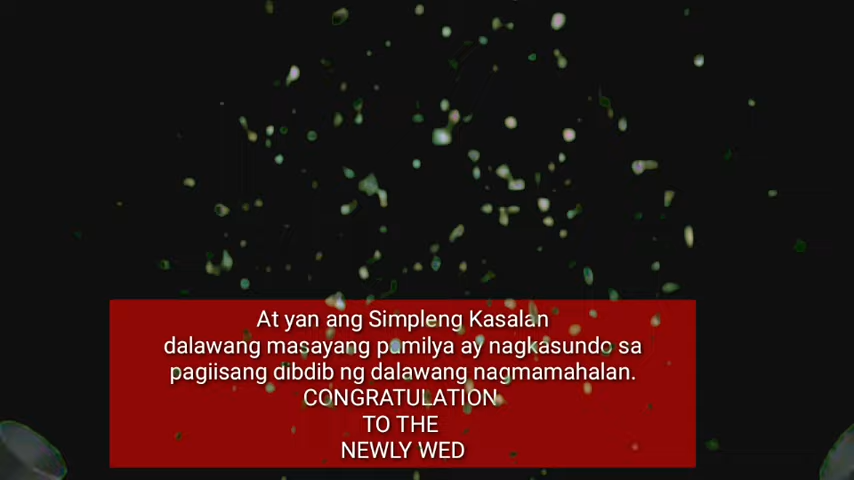 At yan ang Simpleng Kasalan
dalawang masayang pamilya ay nagkasundo sa
pagiisang dibdib ng dalawang nagmamahalan.
CONGRATULATION
TO THE
NEWLY WED